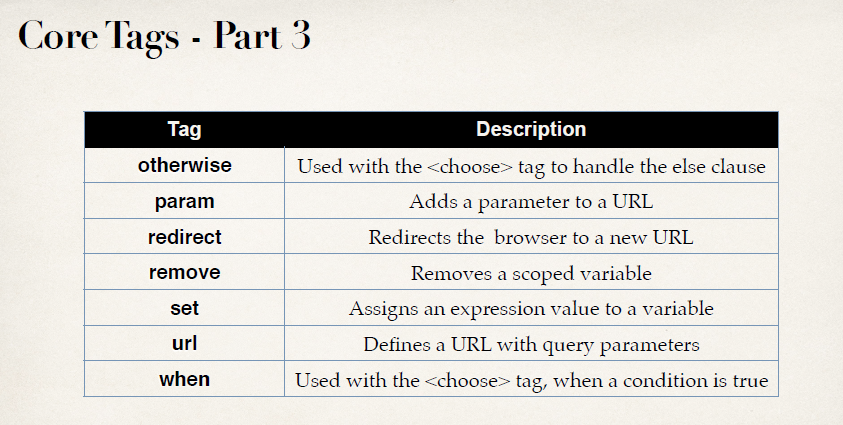 Core Tags - Part 3
Tag Description
otherwise Used with the <choose> tag to handle the else clause
param Adds a parameter to a URL
redirect Redirects the browser to a new URL
remove Removes a scoped variable
set Assigns an expression value to a variable
url Defines a URL with query parameters
when Used with the <choose> tag, when a condition is true